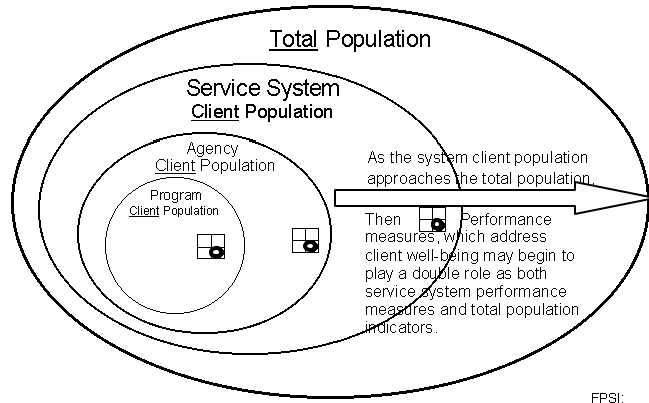 Total Population
Service System
Client Population
Agency
Client Population
Program
Client Population
As the system client population
approaches the total population,
Then Performance
measures, which address
client well-being may begin to
play a double role as both
service system performance
measures and total population
indicators.
FPSI: